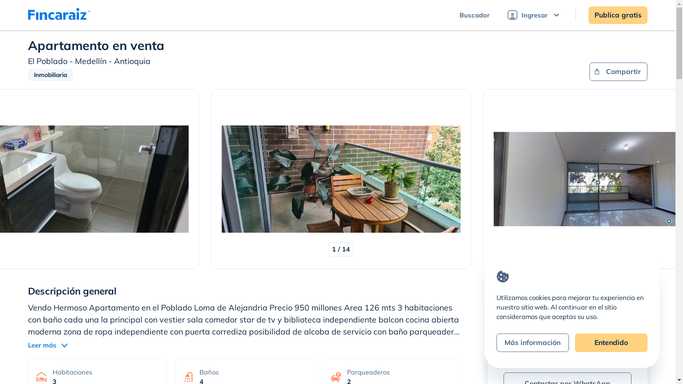 Fincaraiz
Buscador
Ingresar
Publica gratis
Apartamento en venta
El Poblado - Medellín - Antioquia
Inmobiliaria
Compartir
1 / 14
Descripción general
Vendo Hermoso Apartamento en el Poblado Loma de Alejandria Precio 950 millones Area 126 mts 3 habitaciones
con baño cada una la principal con vestier sala comedor star de tv y biblioteca independiente balcon cocina abierta
moderna zona de ropa independiente con puerta corrediza posibilidad de alcoba de servicio con baño parqueader...
Leer más
Habitaciones
3
Baños
4
Parqueaderos
2
Utilizamos cookies para mejorar tu experiencia en
nuestro sitio web. Al continuar en el sitio
consideramos que aceptas su uso.
Más información
Entendido
Contactar por WhatsApp